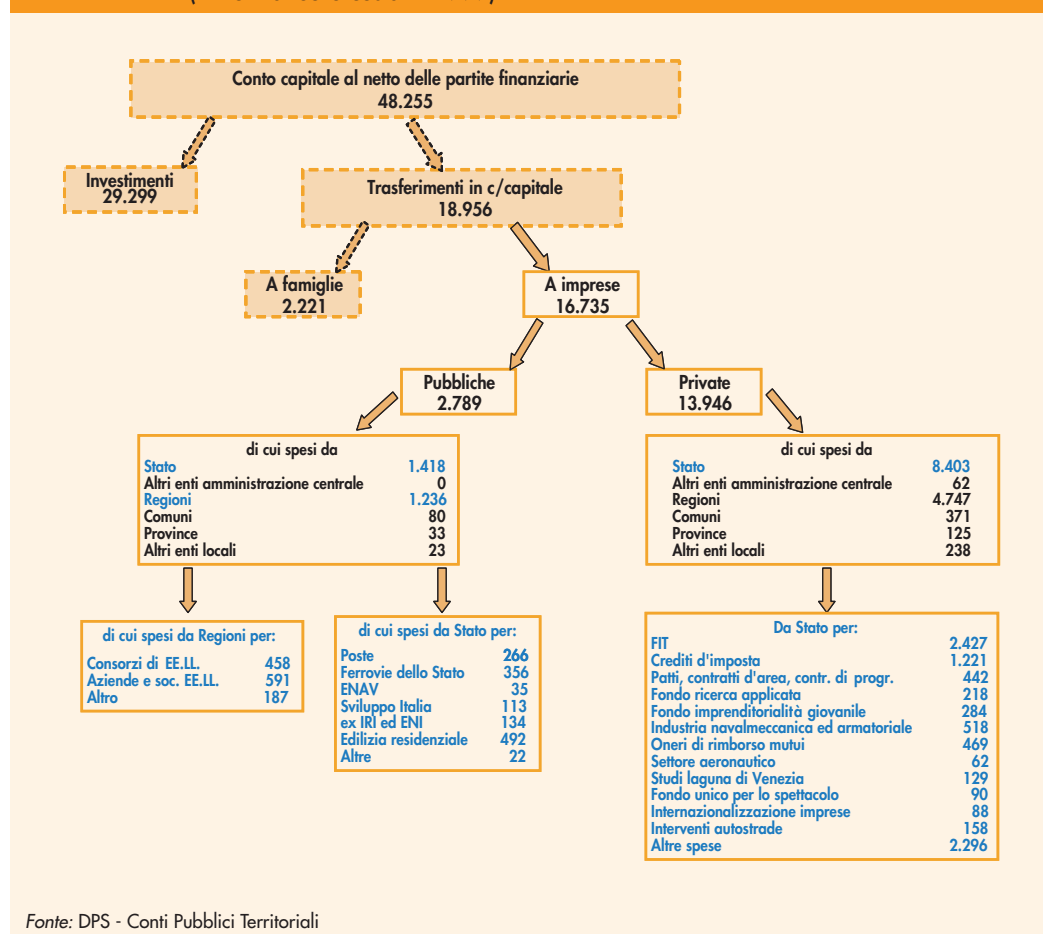 Conto capitale al netto delle partite finanziarie
48.255
Investimenti
29.299
Trasferimenti in c/capitale
18.956
A famiglie
2.221
A imprese
16.735
Pubbliche
2.789
Private
13.946
di cui spesi da
Stato 1.418
Altri enti amministrazione centrale 0
Regioni 1.236
Comuni 80
Province 33
Altri enti locali 23
di cui spesi da
Stato 8.403
Altri enti amministrazione centrale 62
Regioni 4.747
Comuni 371
Province 125
Altri enti locali 238
di cui spesi da Regioni per:
Consorzi di EE.LL. 458
Aziende e soc. EE.LL. 591
Altro 187
di cui spesi da Stato per:
Poste 266
Ferrovie dello Stato 356
ENAV 35
Sviluppo Italia 113
ex IRI ed ENI 134
Edilizia residenziale 492
Altre 22
Da Stato per:
FIT 2.427
Crediti d'imposta 1.221
Patti, contratti d'area, contr. di progr. 442
Fondo ricerca applicata 218
Fondo imprenditorialità giovanile 284
Industria navalmeccanica ed armatoriale 518
Oneri di rimborso mutui 469
Settore aeronautico 62
Studi laguna di Venezia 129
Fondo unico per lo spettacolo 90
Internazionalizzazione imprese 88
Interventi autostrade 158
Altre spese 2.296
Fonte: DPS - Conti Pubblici Territoriali